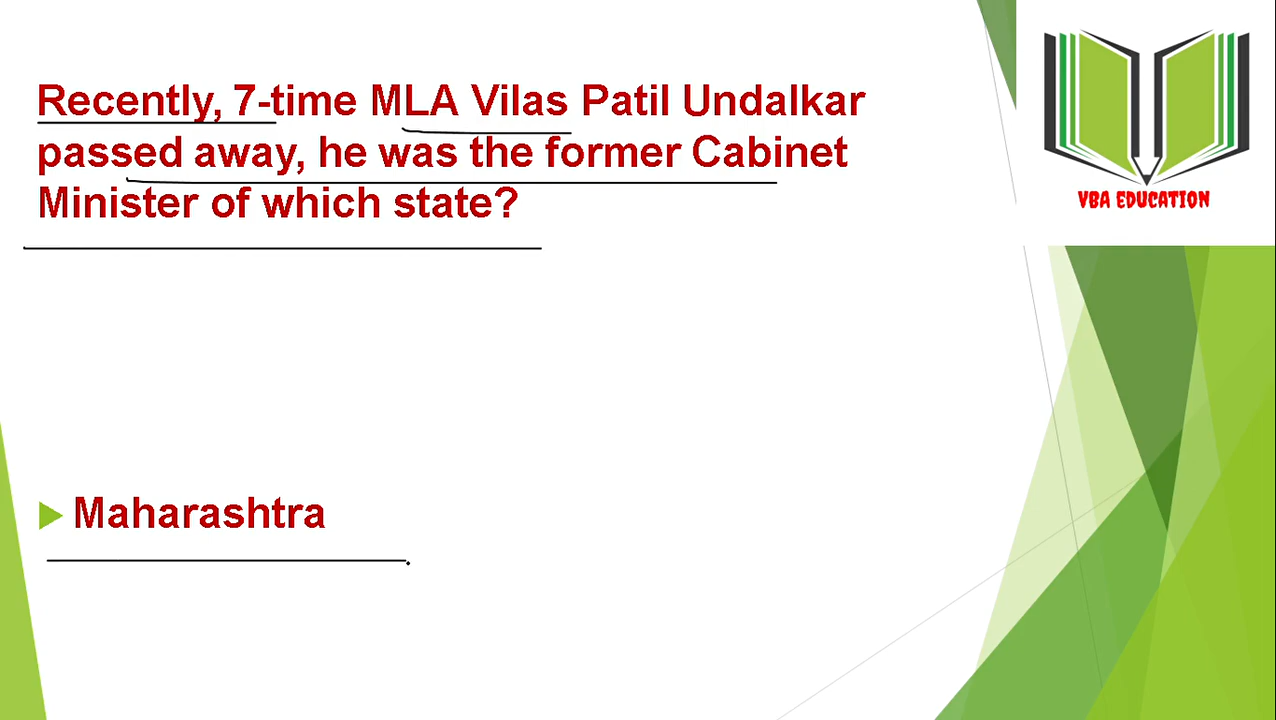 Recently, 7-time MLA Vilas Patil Undalkar
passed away, he was the former Cabinet
Minister of which state?
VBA EDUCATION
Maharashtra